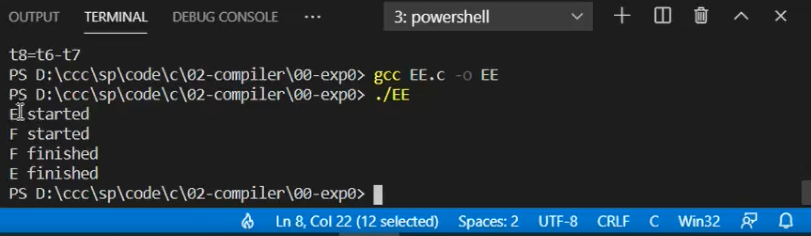 OUTPUT TERMINAL DEBUG CONSOLE ··· 3: powershell
t8=t6-t7
PS D:\ccc\sp\code\c\02-compiler\00-exp0> gcc EE.c -o EE
PS D:\ccc\sp\code\c\02-compiler\00-exp0> ./EE
E started
F started
F finished
E finished
PS D:\ccc\sp\code\c\02-compiler\00-exp0>
Ln 8, Col 22 (12 selected) Spaces: 2 UTF-8 CRLF C Win32